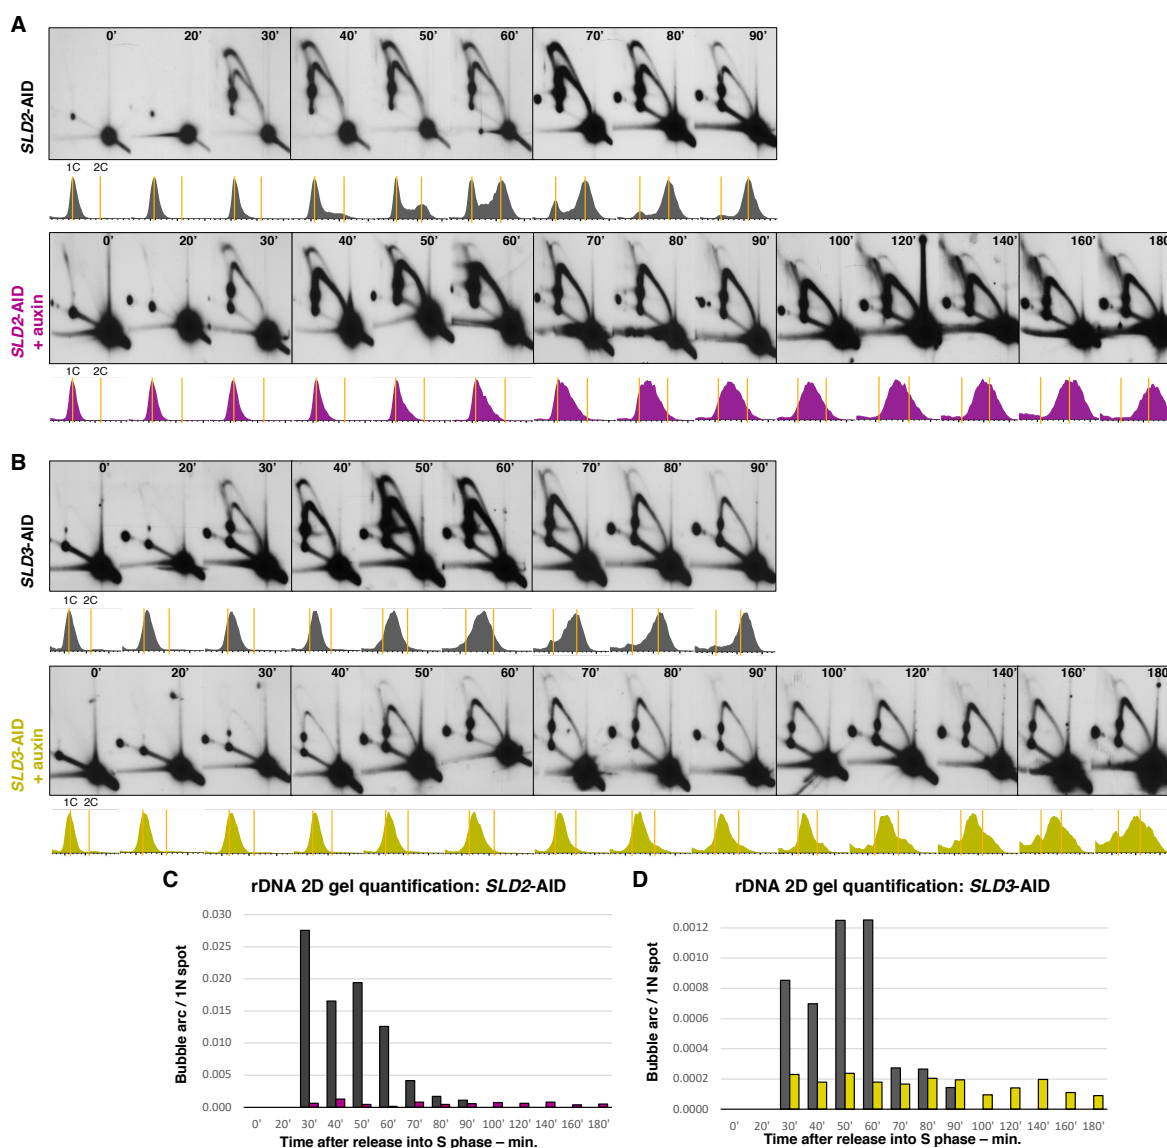 A
0' 20' 30' 40' 50' 60' 70' 80' 90'
SLD2-AID
1C 2C
0' 20' 30' 40' 50' 60' 70' 80' 90' 100' 120' 140' 160' 180'
SLD2-AID
+ auxin
1C 2C
B
0' 20' 30' 40' 50' 60' 70' 80' 90'
SLD3-AID
1C 2C
0' 20' 30' 40' 50' 60' 70' 80' 90' 100' 120' 140' 160' 180'
SLD3-AID
+ auxin
1C 2C
C
rDNA 2D gel quantification: SLD2-AID
Bubble arc / 1N spot
0.030
0.025
0.020
0.015
0.010
0.005
0.000
0' 20' 30' 40' 50' 60' 70' 80' 90' 100' 120' 140' 160' 180'
Time after release into S phase – min.
D
rDNA 2D gel quantification: SLD3-AID
Bubble arc / 1N spot
0.0012
0.0010
0.0008
0.0006
0.0004
0.0002
0.0000
0' 20' 30' 40' 50' 60' 70' 80' 90' 100' 120' 140' 160' 180'
Time after release into S phase – min.